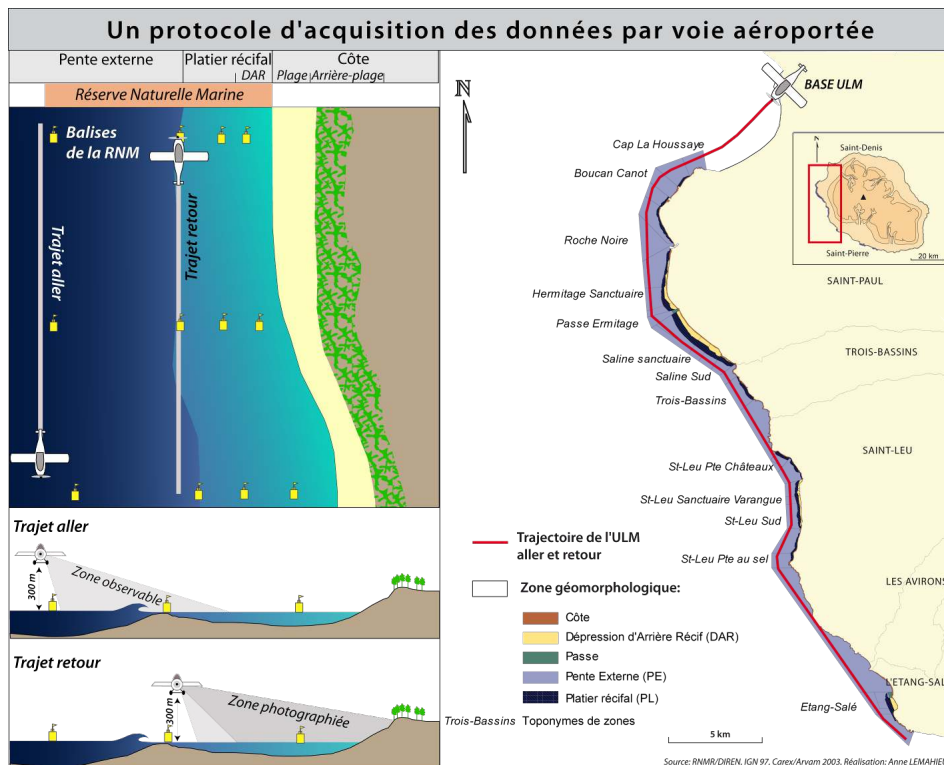 Un protocole d'acquisition des données par voie aéroportée
Pente externe
Platier récifal
DAR
Côte
Plage
Arrière-plage
Réserve Naturelle Marine
Balises
de la RNM
Trajet aller
Trajet retour
Trajet aller
300 m
Zone observable
Trajet retour
300 m
Zone photographiée
N
BASE ULM
Cap La Houssaye
Boucan Canot
Roche Noire
Hermitage Sanctuaire
Passe Ermitage
Saline sanctuaire
Saline Sud
Trois-Bassins
St-Leu Pte Châteaux
St-Leu Sanctuaire Varangue
St-Leu Sud
St-Leu Pte au sel
Etang-Salé
N
Saint-Denis
Saint-Pierre
20 km
SAINT-PAUL
TROIS-BASSINS
SAINT-LEU
LES AVIRONS
L'ETANG-SAL
Trajectoire de l'ULM
aller et retour
Zone géomorphologique:
Côte
Dépression d'Arrière Récif (DAR)
Passe
Pente Externe (PE)
Platier récifal (PL)
Trois-Bassins Toponymes de zones
5 km
Source: RNMR/DIREN, IGN 97, Carex/Arvam 2003. Réalisation: Anne LEMAHIEU